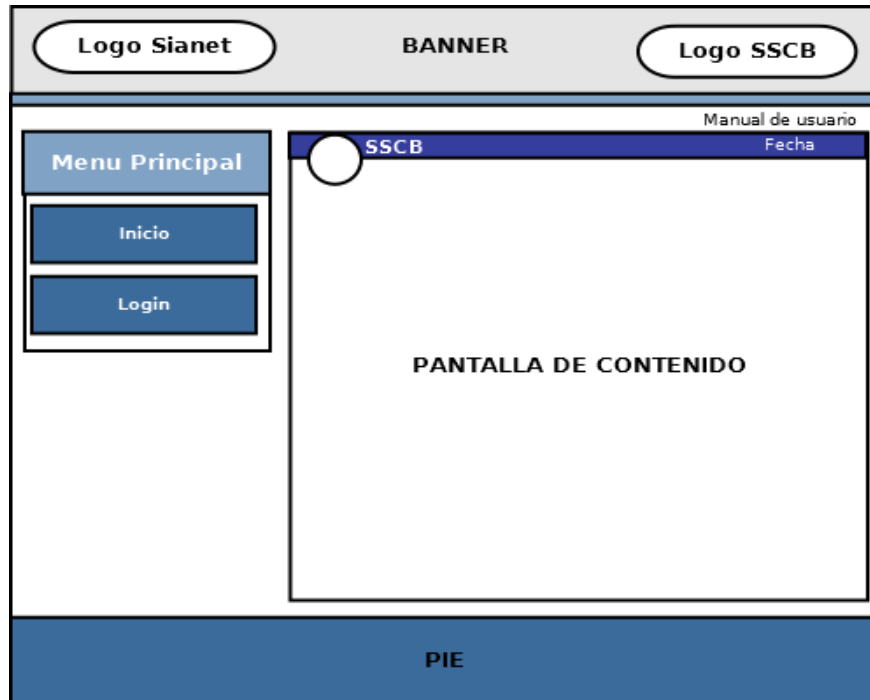 Logo Sianet
BANNER
Logo SSCB
Manual de usuario
Menu Principal
SSCB
Fecha
Inicio
Login
PANTALLA DE CONTENIDO
PIE